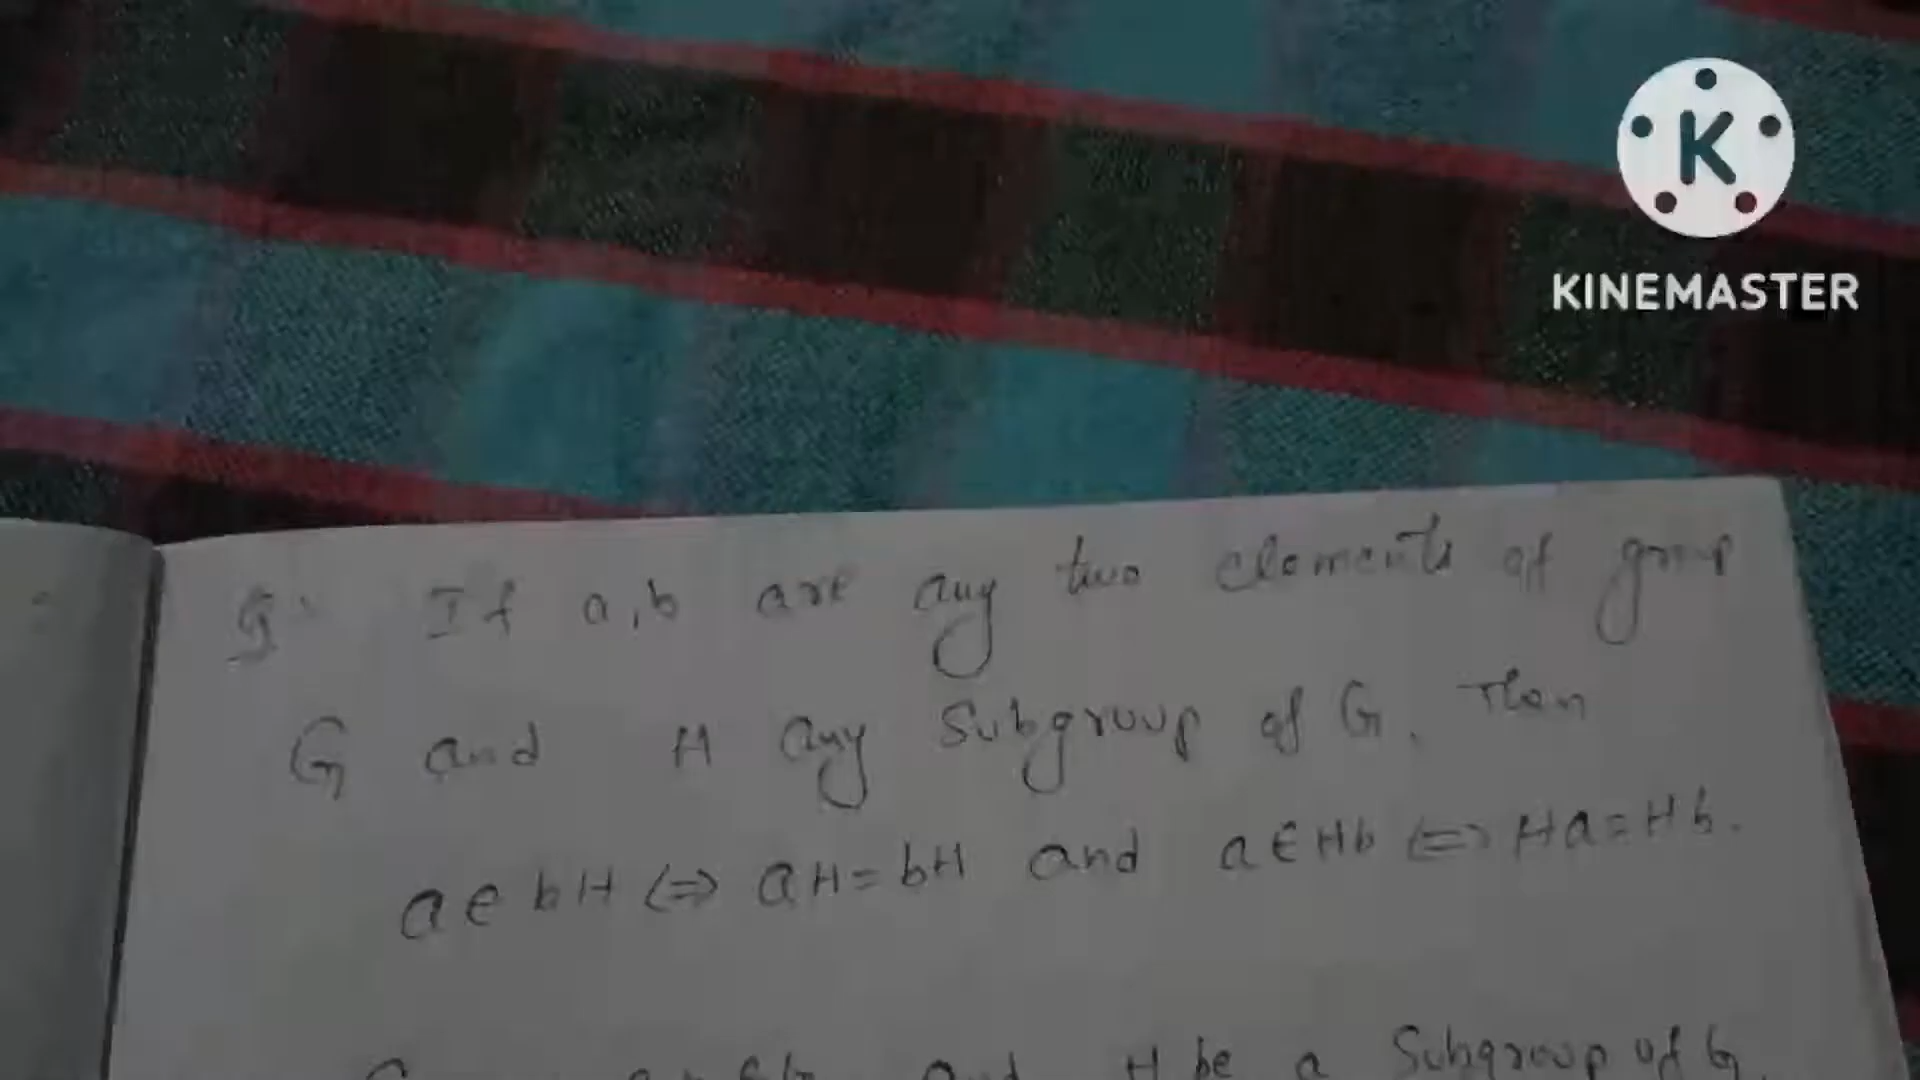 K
KINEMASTER
If a,b are any two elements of group
G and H any Subgroup of G. Then
a∈bH <=> aH=bH and a∈Hb <=> Ha=Hb.
and H be a Subgroup of G.